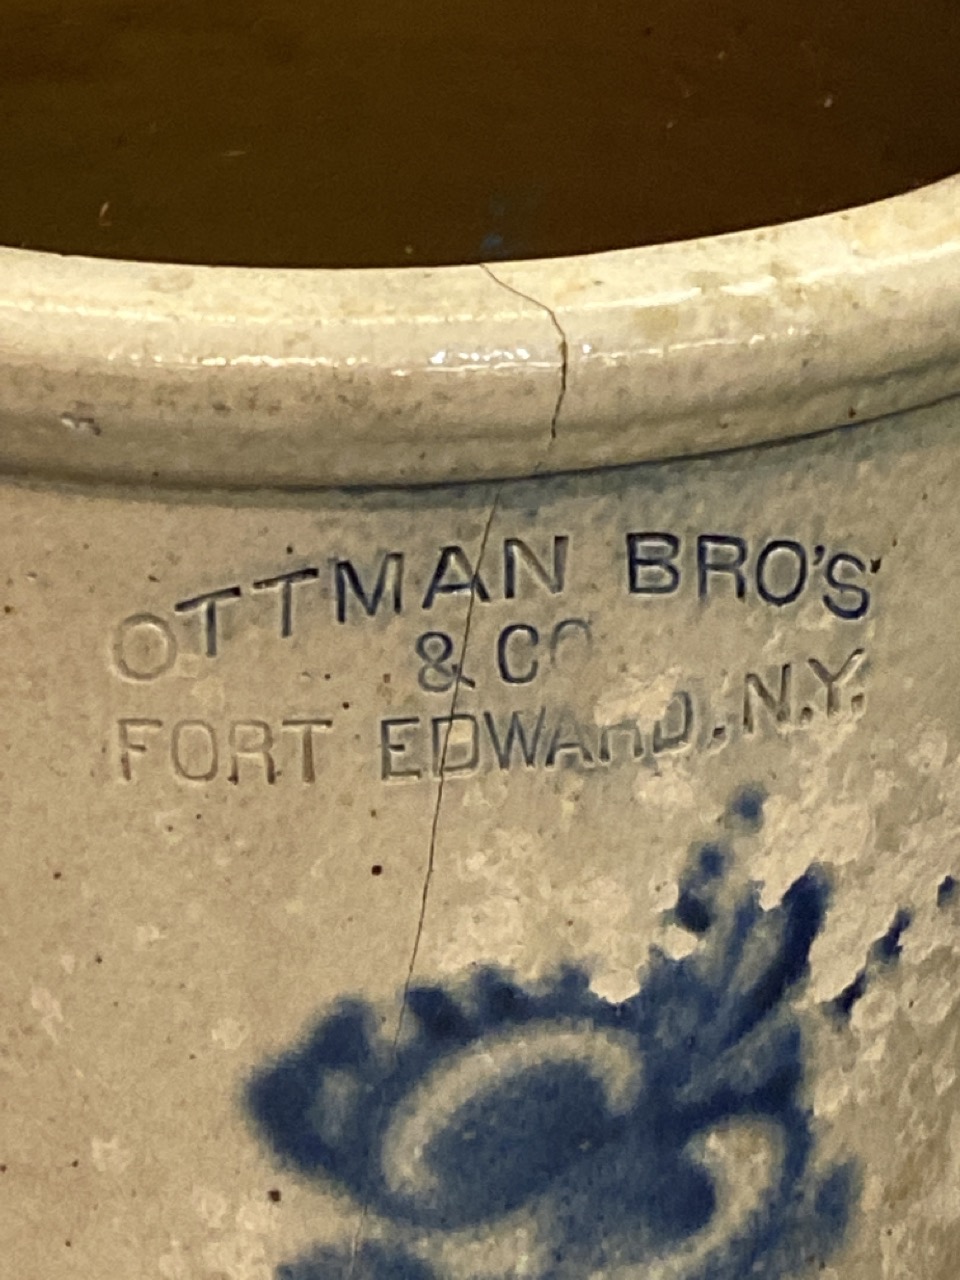 OTTMAN BRO'S
& CO
FORT EDWARD, N.Y.